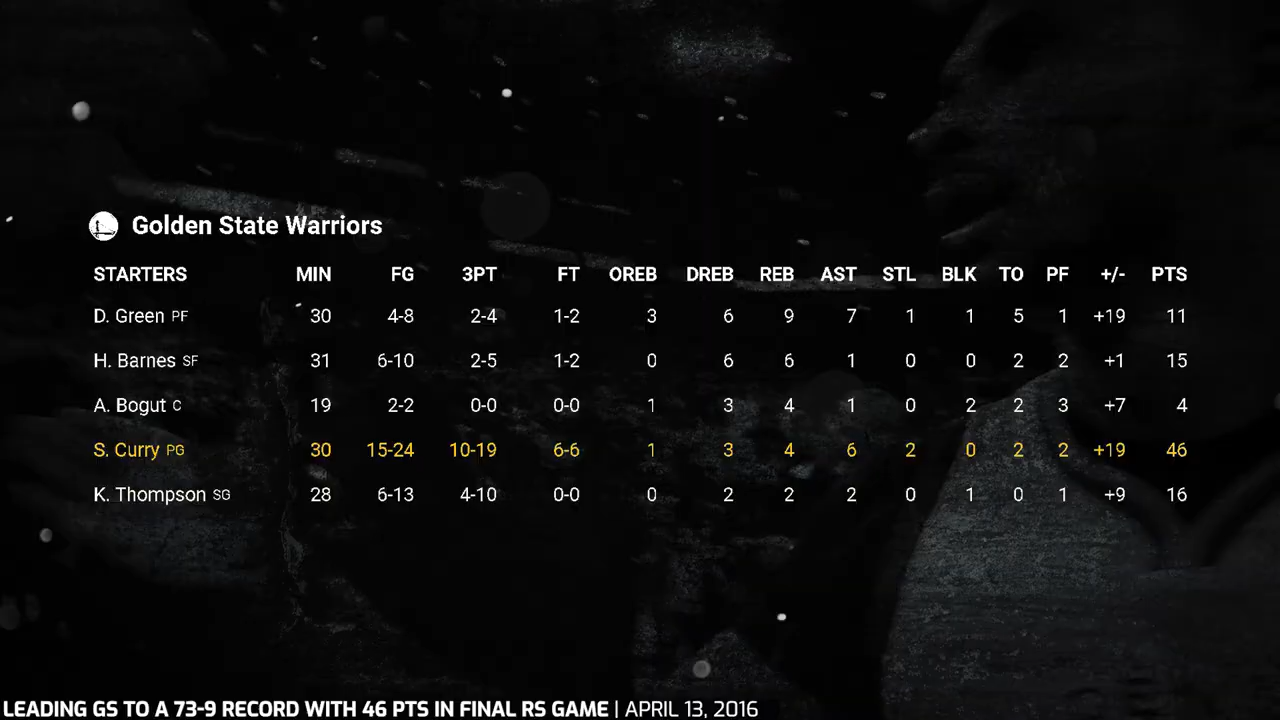 Golden State Warriors
STARTERS MIN FG 3PT FT OREB DREB REB AST STL BLK TO PF +/- PTS
D. Green PF 30 4-8 2-4 1-2 3 6 9 7 1 1 5 1 +19 11
H. Barnes SF 31 6-10 2-5 1-2 0 6 6 1 0 0 2 2 +1 15
A. Bogut C 19 2-2 0-0 0-0 1 3 4 1 0 2 2 3 +7 4
S. Curry PG 30 15-24 10-19 6-6 1 3 4 6 2 0 2 2 +19 46
K. Thompson SG 28 6-13 4-10 0-0 0 2 2 2 0 1 0 1 +9 16
LEADING GS TO A 73-9 RECORD WITH 46 PTS IN FINAL RS GAME | APRIL 13, 2016